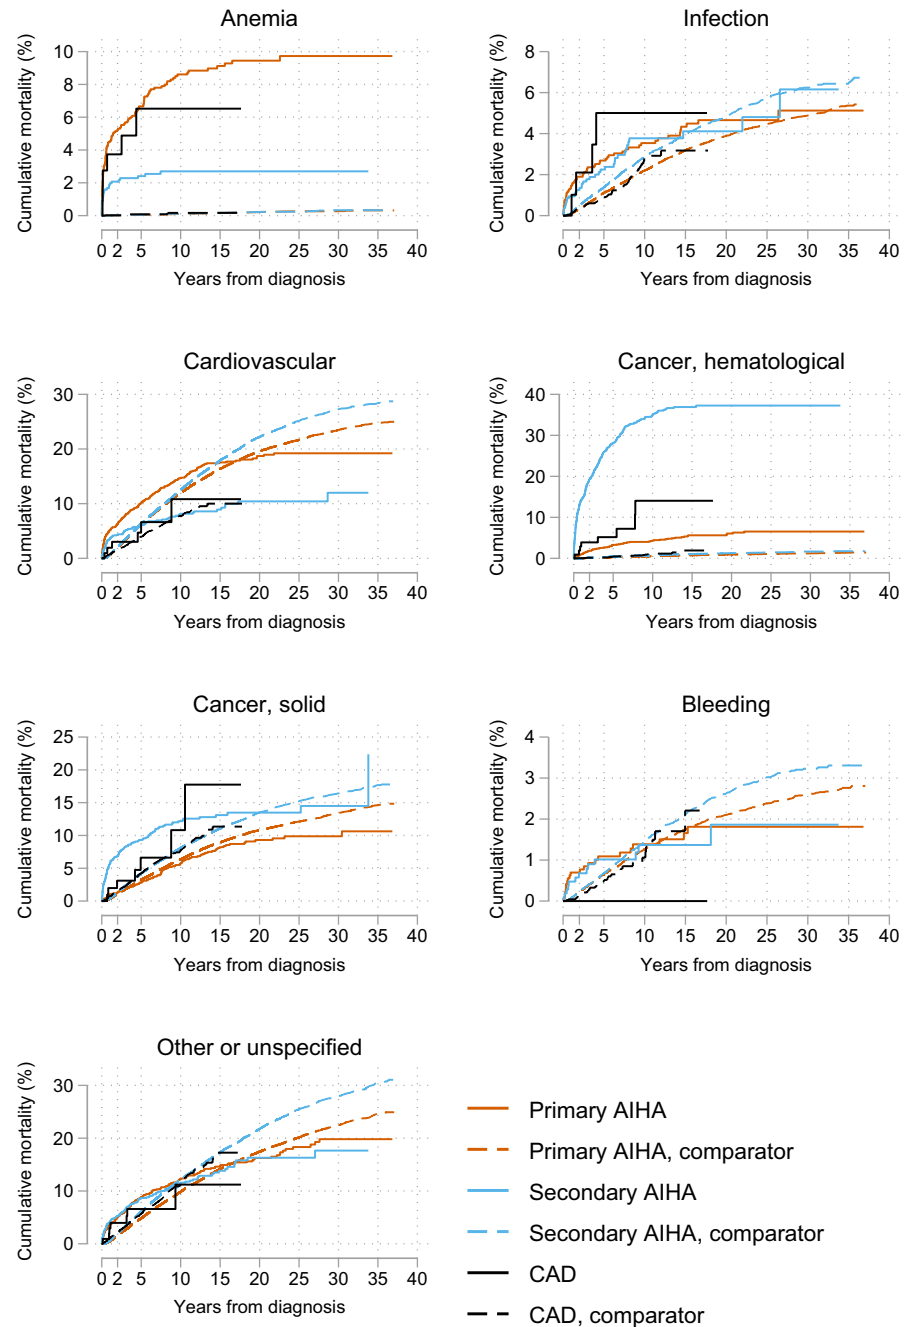 Anemia
Cumulative mortality (%)
10
8
6
4
2
0
0 2 5 10 15 20 25 30 35 40
Years from diagnosis
Infection
Cumulative mortality (%)
8
6
4
2
0
0 2 5 10 15 20 25 30 35 40
Years from diagnosis
Cardiovascular
Cumulative mortality (%)
30
20
10
0
0 2 5 10 15 20 25 30 35 40
Years from diagnosis
Cancer, hematological
Cumulative mortality (%)
40
30
20
10
0
0 2 5 10 15 20 25 30 35 40
Years from diagnosis
Cancer, solid
Cumulative mortality (%)
25
20
15
10
5
0
0 2 5 10 15 20 25 30 35 40
Years from diagnosis
Bleeding
Cumulative mortality (%)
4
3
2
1
0
0 2 5 10 15 20 25 30 35 40
Years from diagnosis
Other or unspecified
Cumulative mortality (%)
30
20
10
0
0 2 5 10 15 20 25 30 35 40
Years from diagnosis
Primary AIHA
Primary AIHA, comparator
Secondary AIHA
Secondary AIHA, comparator
CAD
CAD, comparator